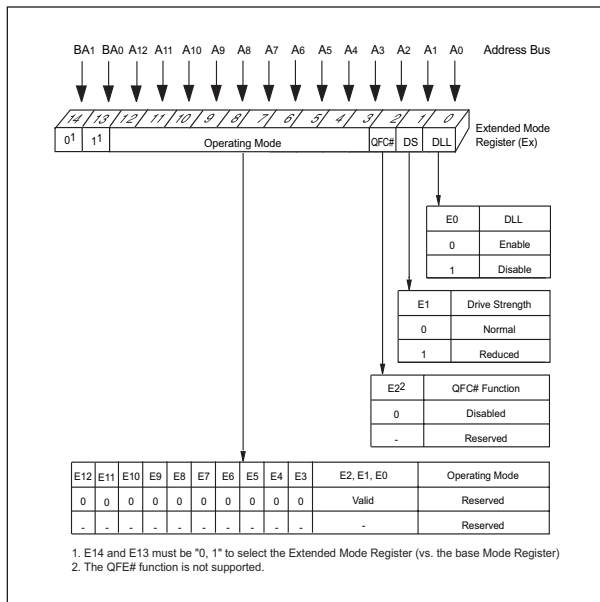 BA1 BA0 A12 A11 A10 A9 A8 A7 A6 A5 A4 A3 A2 A1 A0 Address Bus
14 13 12 11 10 9 8 7 6 5 4 3 2 1 0
Extended Mode
Register (Ex)
01 11 Operating Mode QFC# DS DLL
E0 DLL
0 Enable
1 Disable
E1 Drive Strength
0 Normal
1 Reduced
E22 QFC# Function
0 Disabled
- Reserved
E12 E11 E10 E9 E8 E7 E6 E5 E4 E3 E2, E1, E0 Operating Mode
0 0 0 0 0 0 0 0 0 0 Valid Reserved
- - - - - - - - - - - Reserved
1. E14 and E13 must be "0, 1" to select the Extended Mode Register (vs. the base Mode Register)
2. The QFE# function is not supported.